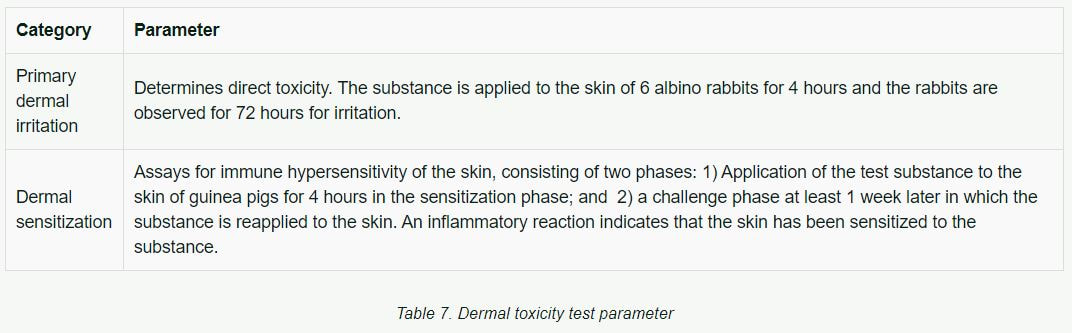 Category Parameter
Primary
dermal
irritation
Determines direct toxicity. The substance is applied to the skin of 6 albino rabbits for 4 hours and the rabbits are
observed for 72 hours for irritation.
Dermal
sensitization
Assays for immune hypersensitivity of the skin, consisting of two phases: 1) Application of the test substance to the
skin of guinea pigs for 4 hours in the sensitization phase; and  2) a challenge phase at least 1 week later in which the
substance is reapplied to the skin. An inflammatory reaction indicates that the skin has been sensitized to the
substance.
Table 7. Dermal toxicity test parameter